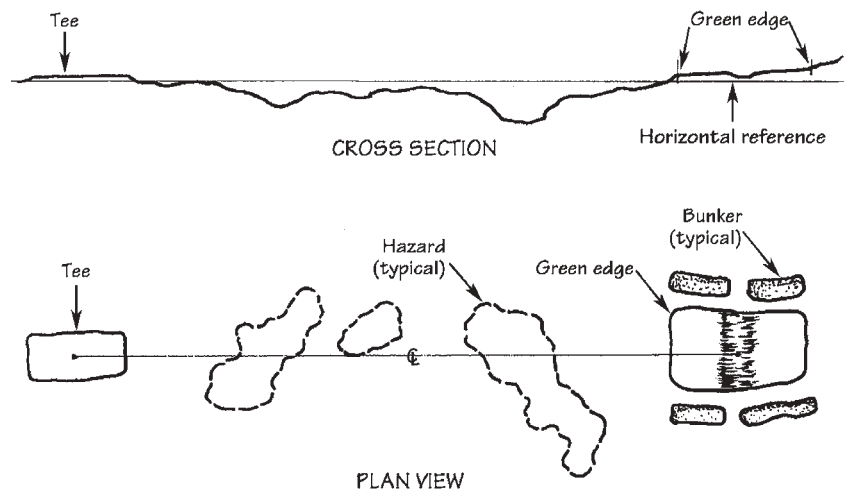 Tee
Green edge
CROSS SECTION
Horizontal reference
Bunker
(typical)
Hazard
(typical)
Green edge
Tee
℄
PLAN VIEW